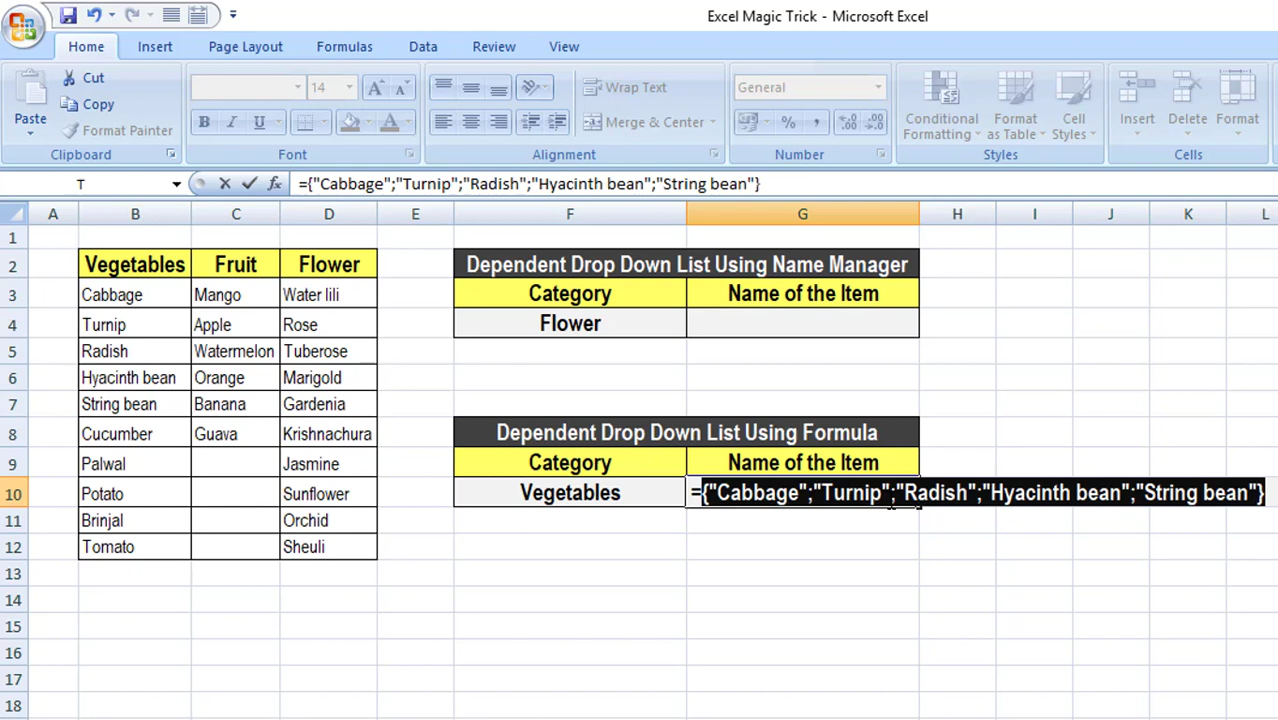 Excel Magic Trick - Microsoft Excel
Home Insert Page Layout Formulas Data Review View
Paste
Cut
Copy
Format Painter
Clipboard
14
A A
B I U
Font
Wrap Text
Merge & Center
Alignment
General
% ,
Number
Conditional Formatting
Format as Table
Cell Styles
Styles
Insert
Delete
Format
Cells
T
fx
={"Cabbage";"Turnip";"Radish";"Hyacinth bean";"String bean"}
A B C D E F G H I J K L
1
2 Vegetables Fruit Flower Dependent Drop Down List Using Name Manager
3 Cabbage Mango Water lili Category Name of the Item
4 Turnip Apple Rose Flower
5 Radish Watermelon Tuberose
6 Hyacinth bean Orange Marigold
7 String bean Banana Gardenia
8 Cucumber Guava Krishnachura Dependent Drop Down List Using Formula
9 Palwal Jasmine Category Name of the Item
10 Potato Sunflower Vegetables ={"Cabbage";"Turnip";"Radish";"Hyacinth bean";"String bean"}
11 Brinjal Orchid
12 Tomato Sheuli
13
14
15
16
17
18